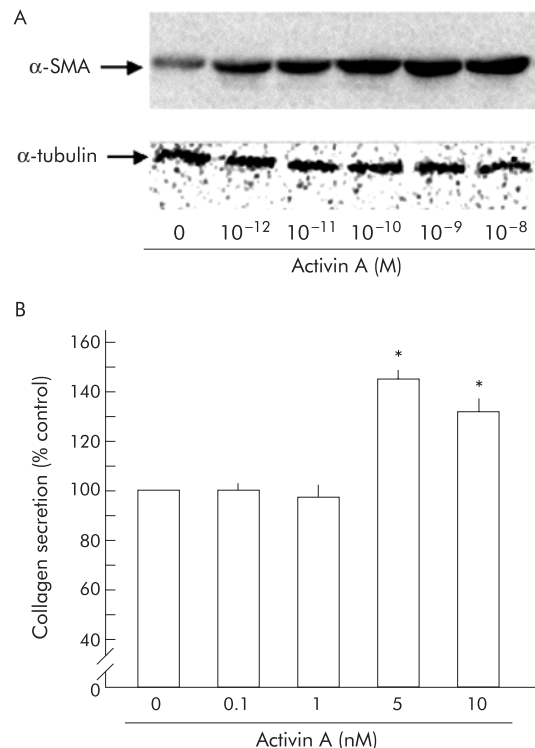 A
α-SMA
α-tubulin
0 10⁻¹² 10⁻¹¹ 10⁻¹⁰ 10⁻⁹ 10⁻⁸
Activin A (M)
B
Collagen secretion (% control)
160
140
120
100
80
60
40
0
* *
0 0.1 1 5 10
Activin A (nM)